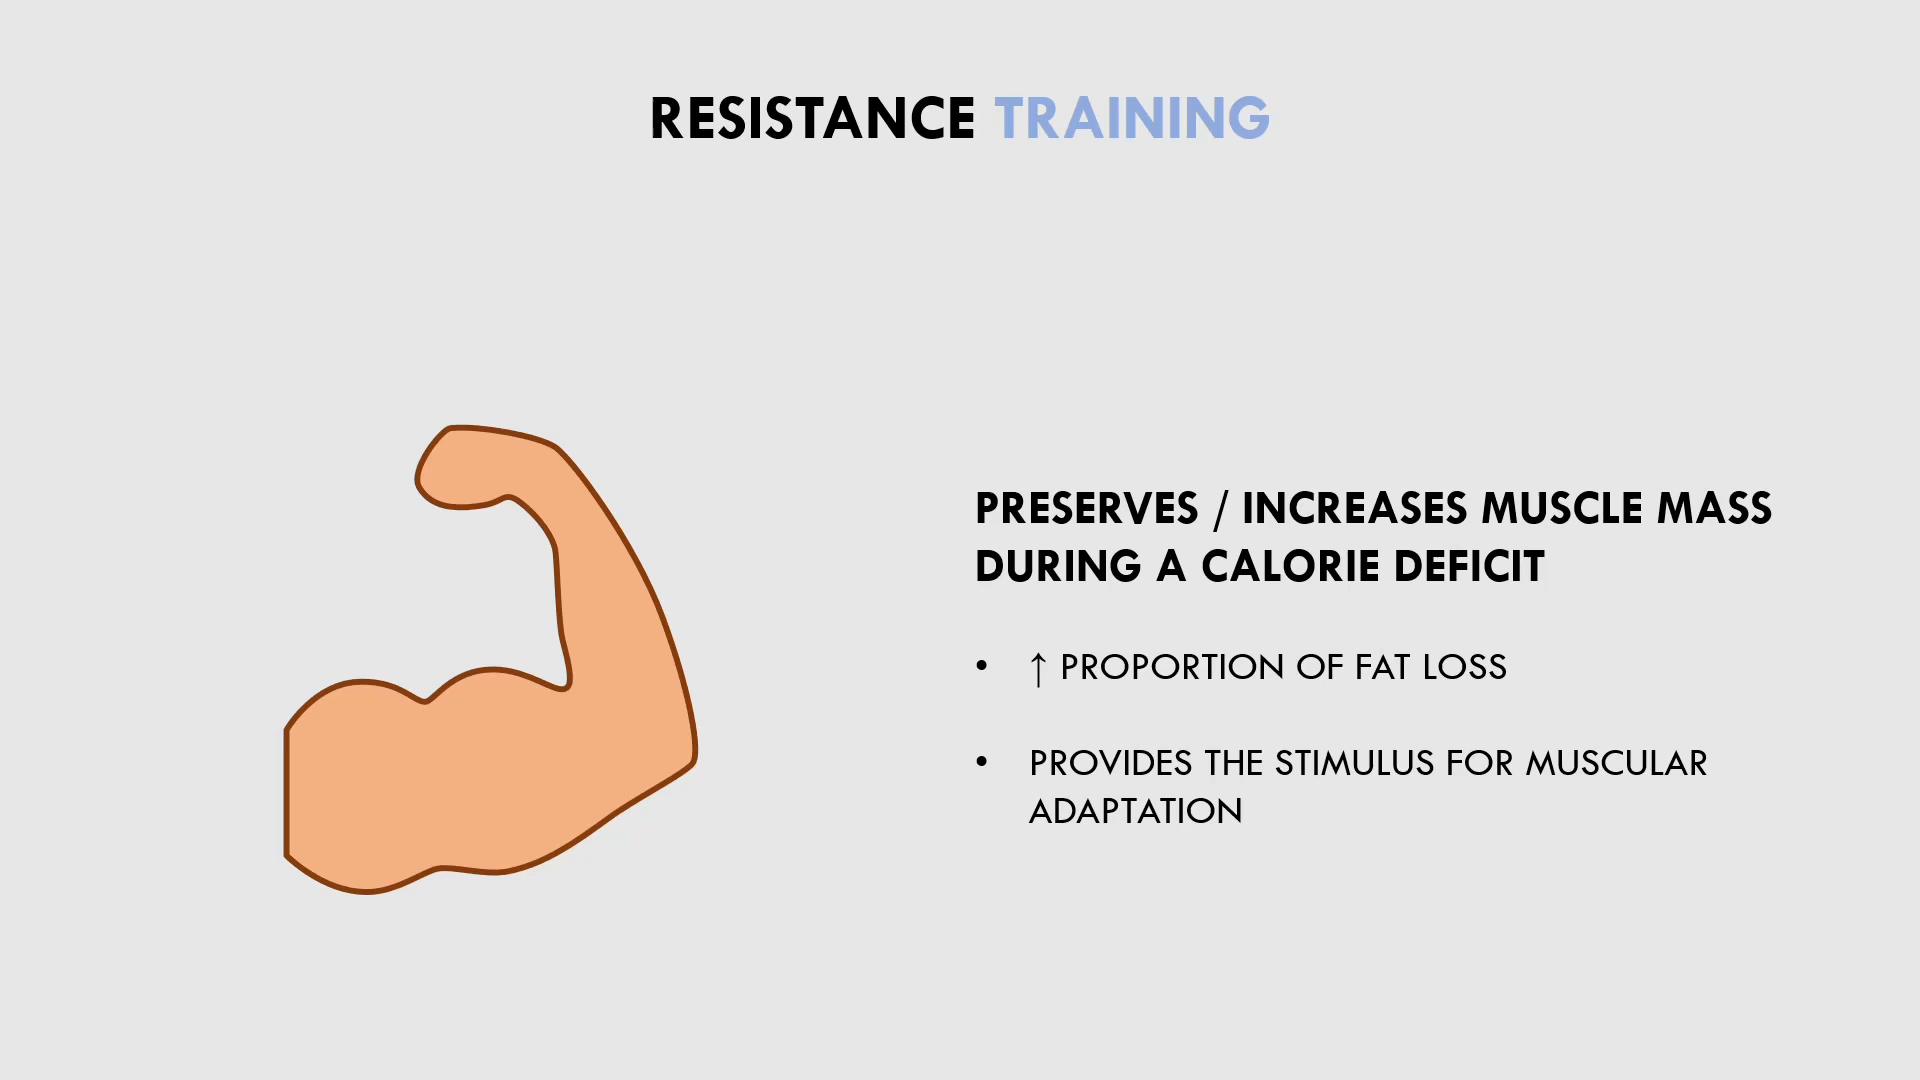 RESISTANCE TRAINING
PRESERVES / INCREASES MUSCLE MASS
DURING A CALORIE DEFICIT
• ↑ PROPORTION OF FAT LOSS
• PROVIDES THE STIMULUS FOR MUSCULAR
ADAPTATION